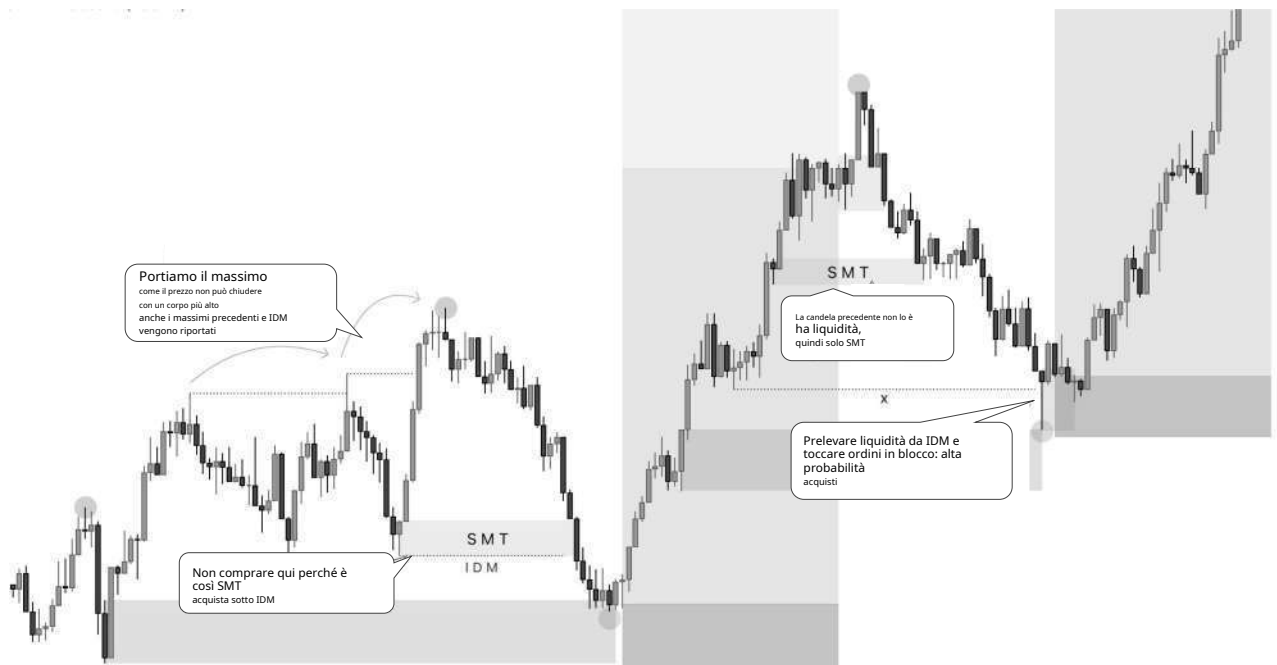 Portiamo il massimo
come il prezzo non può chiudere
con un corpo più alto
anche i massimi precedenti e IDM
vengono riportati
SMT
La candela precedente non lo è
ha liquidità,
quindi solo SMT
x
Prelevare liquidità da IDM e
toccare ordini in blocco: alta
probabilità
acquisti
SMT
IDM
Non comprare qui perché è
così SMT
acquista sotto IDM